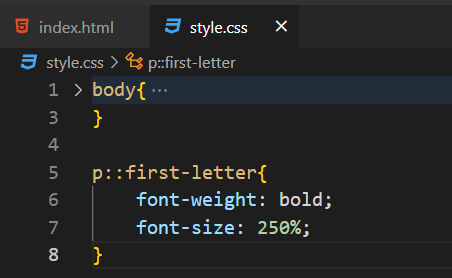 index.html style.css ×
style.css > p::first-letter
1 > body{ ...
3 }
4
5 p::first-letter{
6 font-weight: bold;
7 font-size: 250%;
8 }